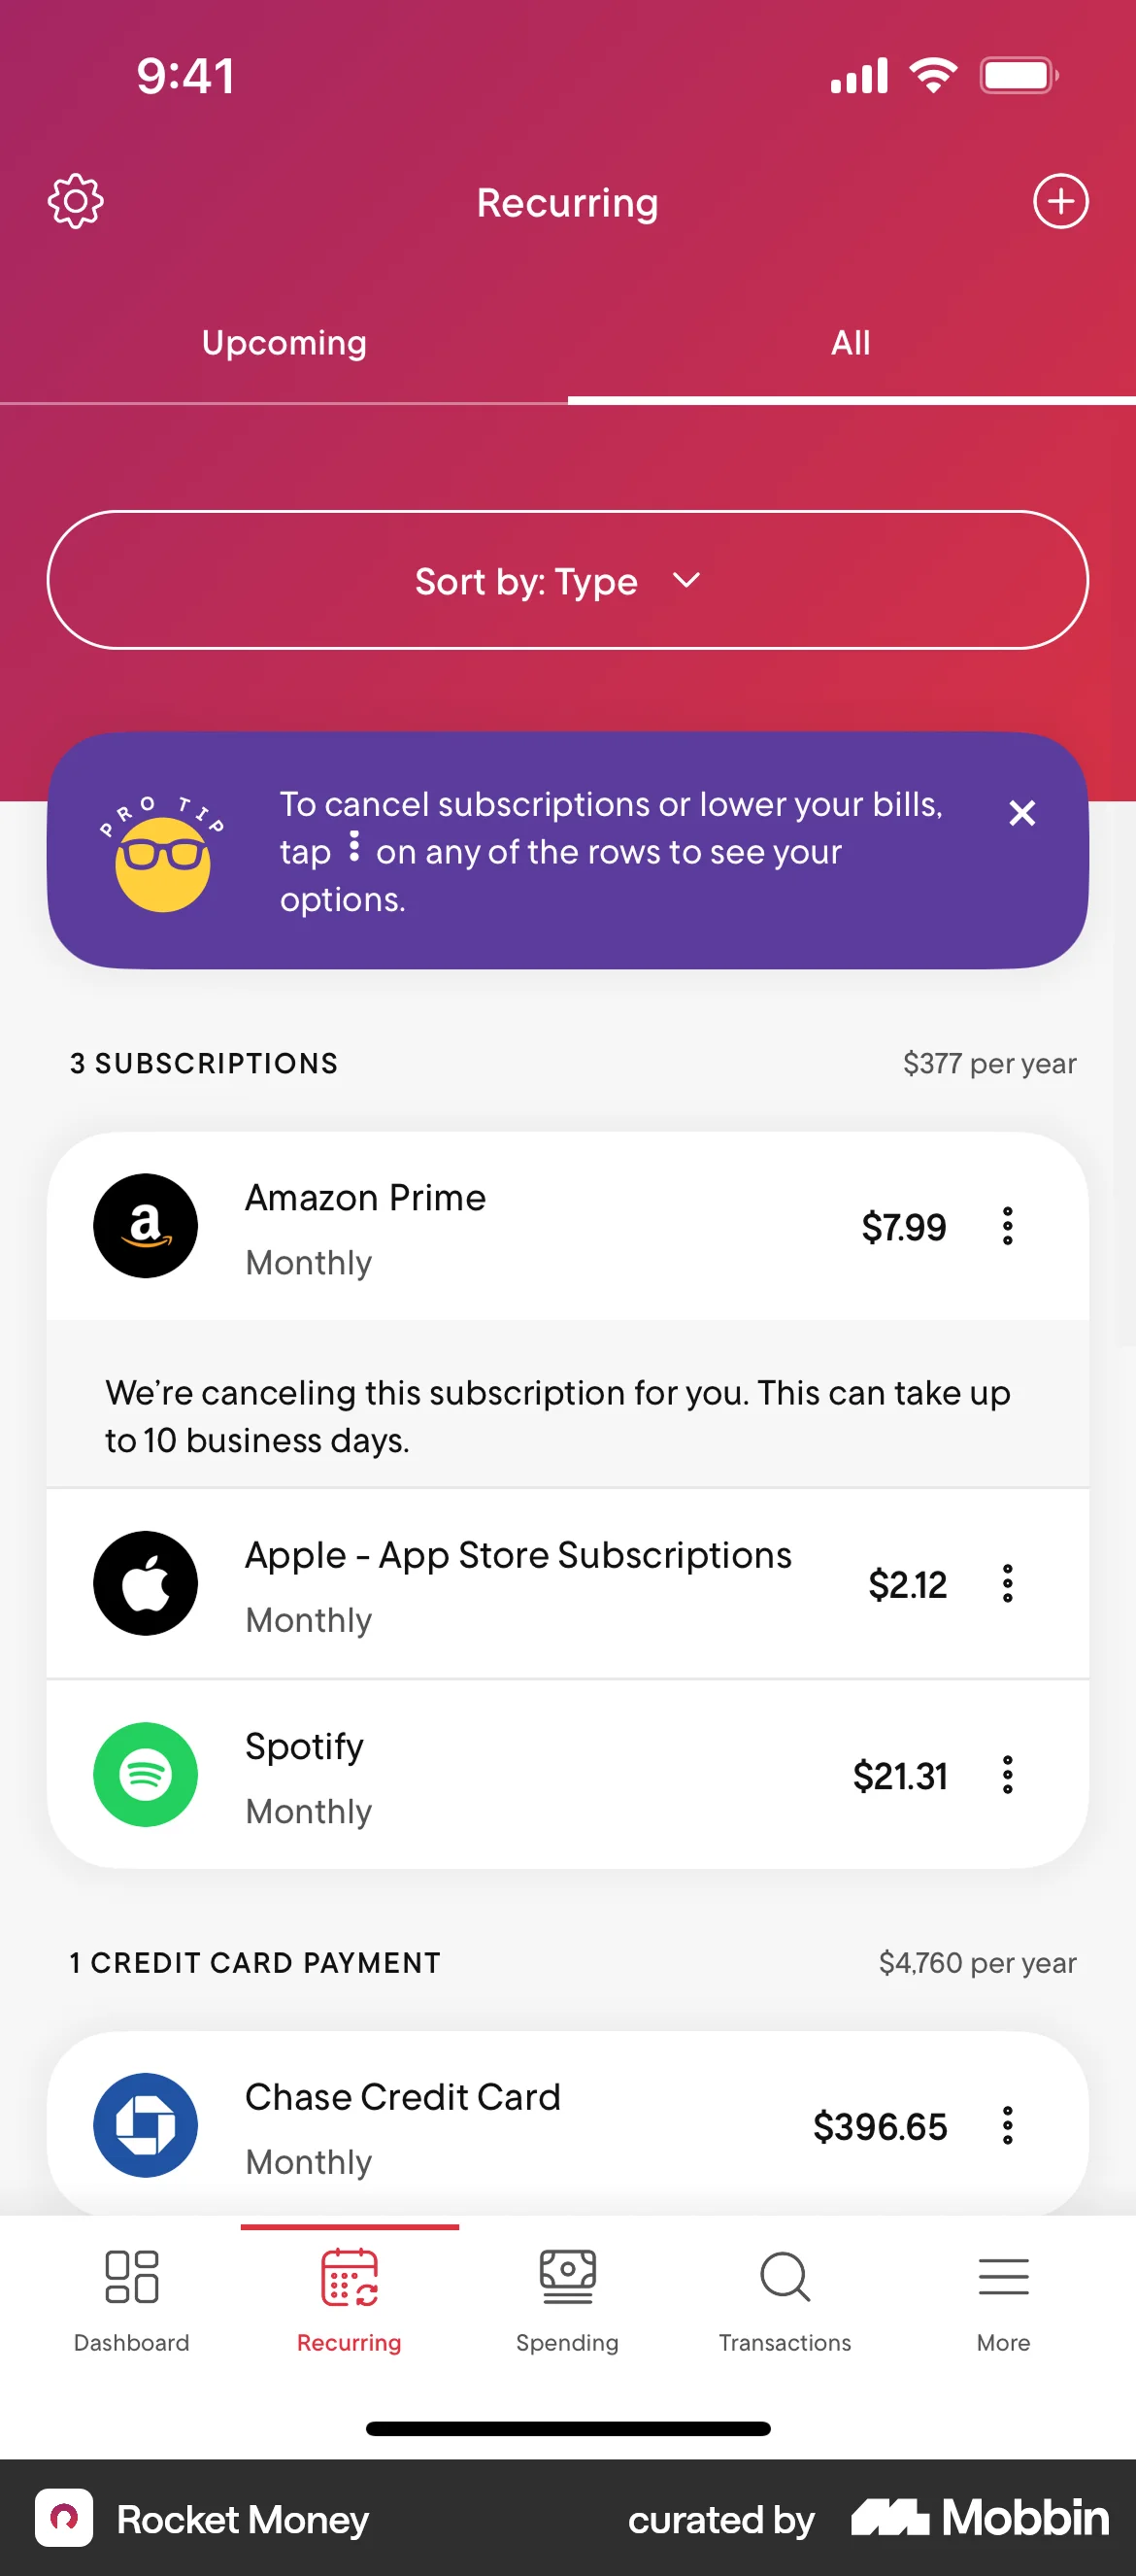 9:41
Recurring
Upcoming
All
Sort by: Type
PRO TIP
To cancel subscriptions or lower your bills,
tap ⋮ on any of the rows to see your
options.
3 SUBSCRIPTIONS
$377 per year
a
Amazon Prime
Monthly
$7.99
We’re canceling this subscription for you. This can take up
to 10 business days.
Apple - App Store Subscriptions
Monthly
$2.12
Spotify
Monthly
$21.31
1 CREDIT CARD PAYMENT
$4,760 per year
Chase Credit Card
Monthly
$396.65
Dashboard
Recurring
Spending
Transactions
More
Rocket Money
curated by
Mobbin